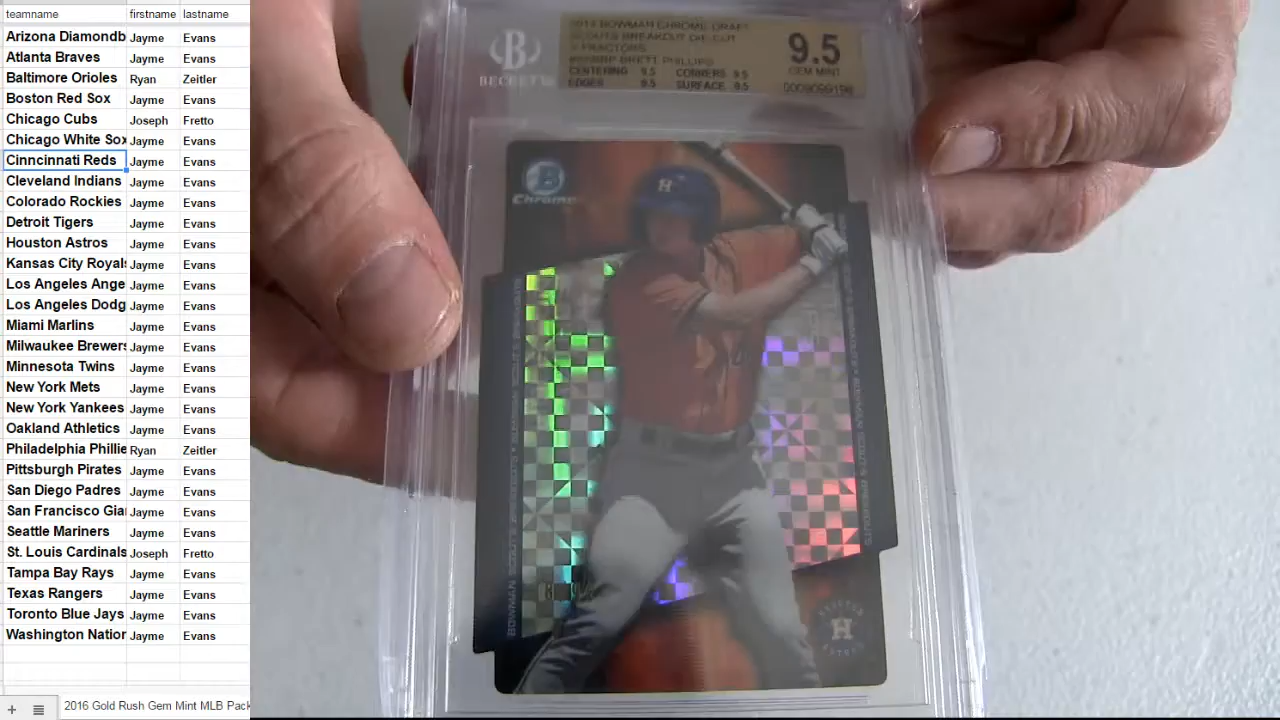 teamname firstname lastname
Arizona Diamondb Jayme Evans
Atlanta Braves Jayme Evans
Baltimore Orioles Ryan Zeitler
Boston Red Sox Jayme Evans
Chicago Cubs Joseph Fretto
Chicago White Sox Jayme Evans
Cinncinnati Reds Jayme Evans
Cleveland Indians Jayme Evans
Colorado Rockies Jayme Evans
Detroit Tigers Jayme Evans
Houston Astros Jayme Evans
Kansas City Royals Jayme Evans
Los Angeles Ange Jayme Evans
Los Angeles Dodg Jayme Evans
Miami Marlins Jayme Evans
Milwaukee Brewers Jayme Evans
Minnesota Twins Jayme Evans
New York Mets Jayme Evans
New York Yankees Jayme Evans
Oakland Athletics Jayme Evans
Philadelphia Phillie Ryan Zeitler
Pittsburgh Pirates Jayme Evans
San Diego Padres Jayme Evans
San Francisco Gia Jayme Evans
Seattle Mariners Jayme Evans
St. Louis Cardinals Joseph Fretto
Tampa Bay Rays Jayme Evans
Texas Rangers Jayme Evans
Toronto Blue Jays Jayme Evans
Washington Nation Jayme Evans
2016 Gold Rush Gem Mint MLB Pack
B
BECKETT
BOWMAN CHROME DRAFT
SCOUTS BREAKOUT DIE-CUT
BRETT PHILLIPS
CENTERING 9.5 CORNERS 9.5
EDGES 9.5 SURFACE 9.5
9.5
GEM MINT
B
Chrome
H
H